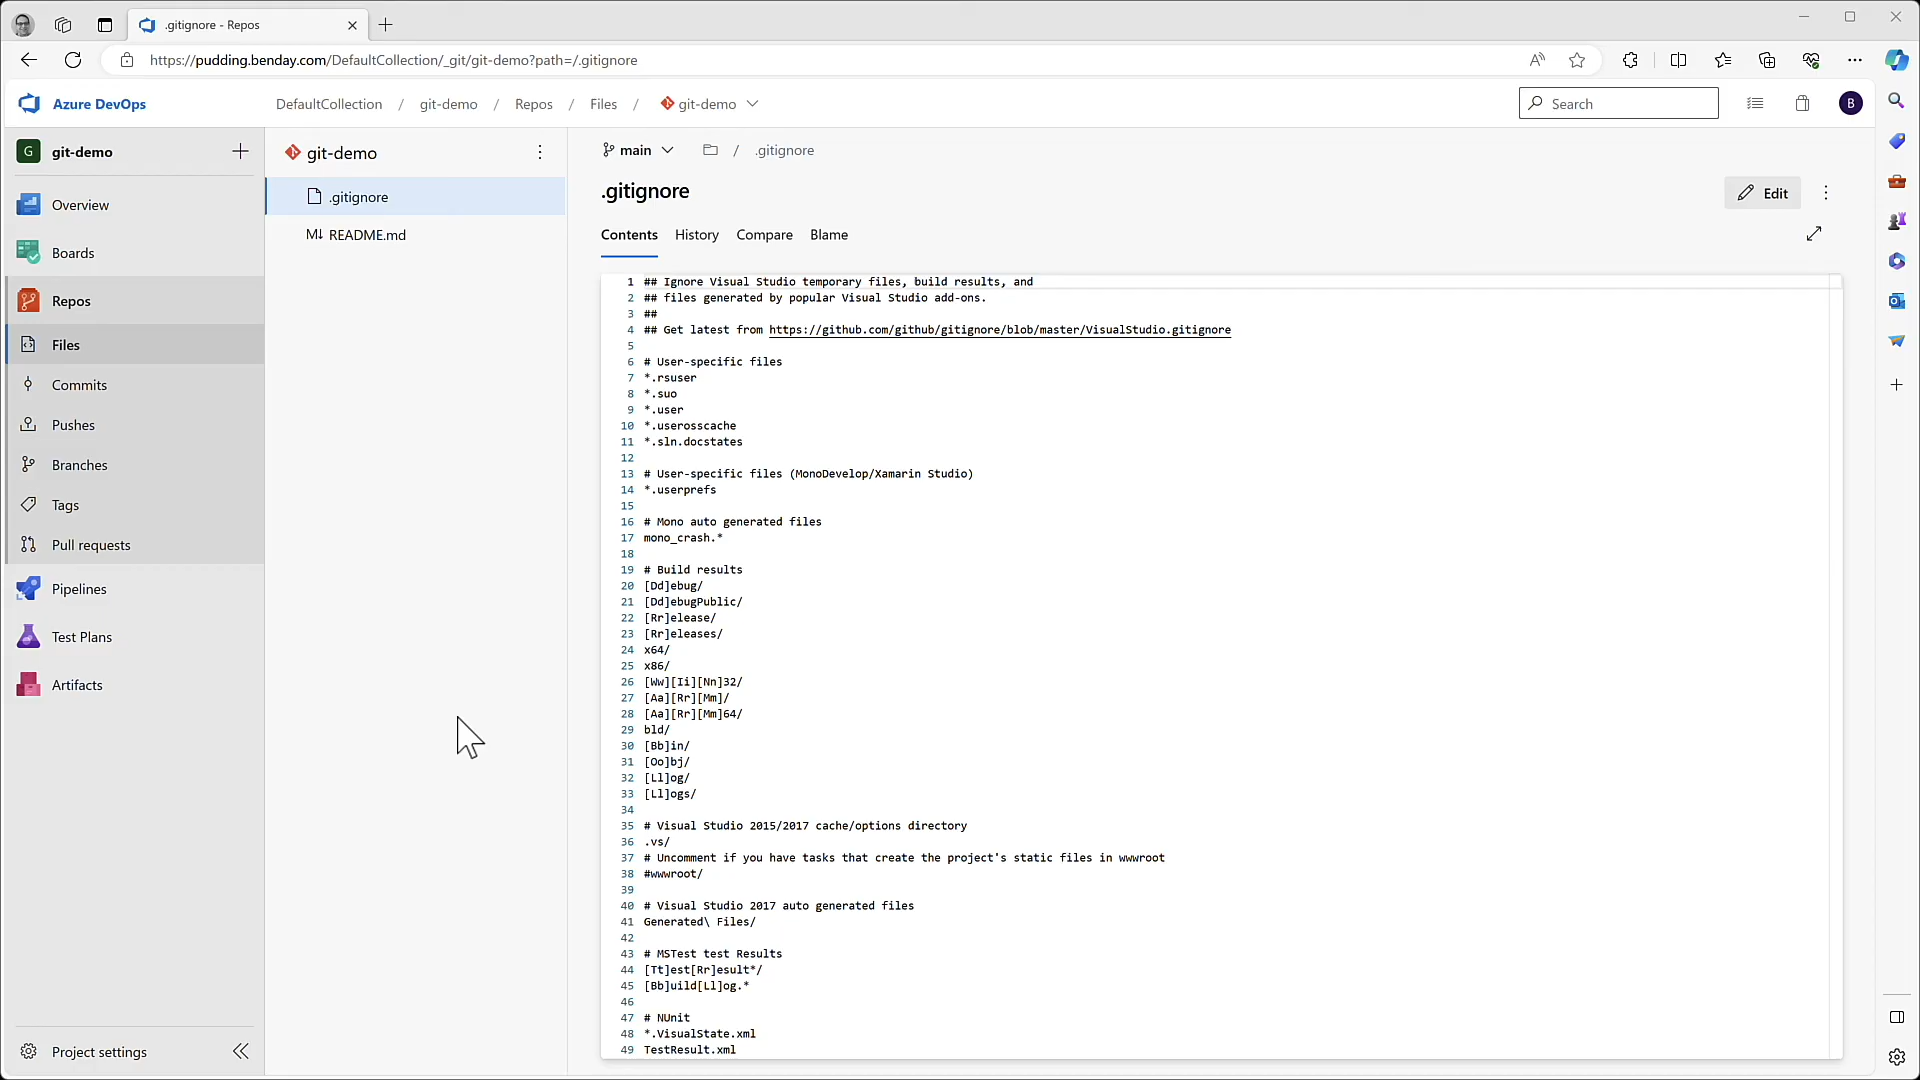 .gitignore - Repos
https://pudding.benday.com/DefaultCollection/_git/git-demo?path=/.gitignore
Azure DevOps
DefaultCollection / git-demo / Repos / Files / git-demo
Search
B
G git-demo
Overview
Boards
Repos
Files
Commits
Pushes
Branches
Tags
Pull requests
Pipelines
Test Plans
Artifacts
Project settings
git-demo
.gitignore
README.md
main / .gitignore
.gitignore
Edit
Contents History Compare Blame
1 ## Ignore Visual Studio temporary files, build results, and
2 ## files generated by popular Visual Studio add-ons.
3 ##
4 ## Get latest from https://github.com/github/gitignore/blob/master/VisualStudio.gitignore
5
6 # User-specific files
7 *.rsuser
8 *.suo
9 *.user
10 *.userosscache
11 *.sln.docstates
12
13 # User-specific files (MonoDevelop/Xamarin Studio)
14 *.userprefs
15
16 # Mono auto generated files
17 mono_crash.*
18
19 # Build results
20 [Dd]ebug/
21 [Dd]ebugPublic/
22 [Rr]elease/
23 [Rr]eleases/
24 x64/
25 x86/
26 [Ww][Ii][Nn]32/
27 [Aa][Rr][Mm]/
28 [Aa][Rr][Mm]64/
29 bld/
30 [Bb]in/
31 [Oo]bj/
32 [Ll]og/
33 [Ll]ogs/
34
35 # Visual Studio 2015/2017 cache/options directory
36 .vs/
37 # Uncomment if you have tasks that create the project's static files in wwwroot
38 #wwwroot/
39
40 # Visual Studio 2017 auto generated files
41 Generated\ Files/
42
43 # MSTest test Results
44 [Tt]est[Rr]esult*/
45 [Bb]uild[Ll]og.*
46
47 # NUnit
48 *.VisualState.xml
49 TestResult.xml